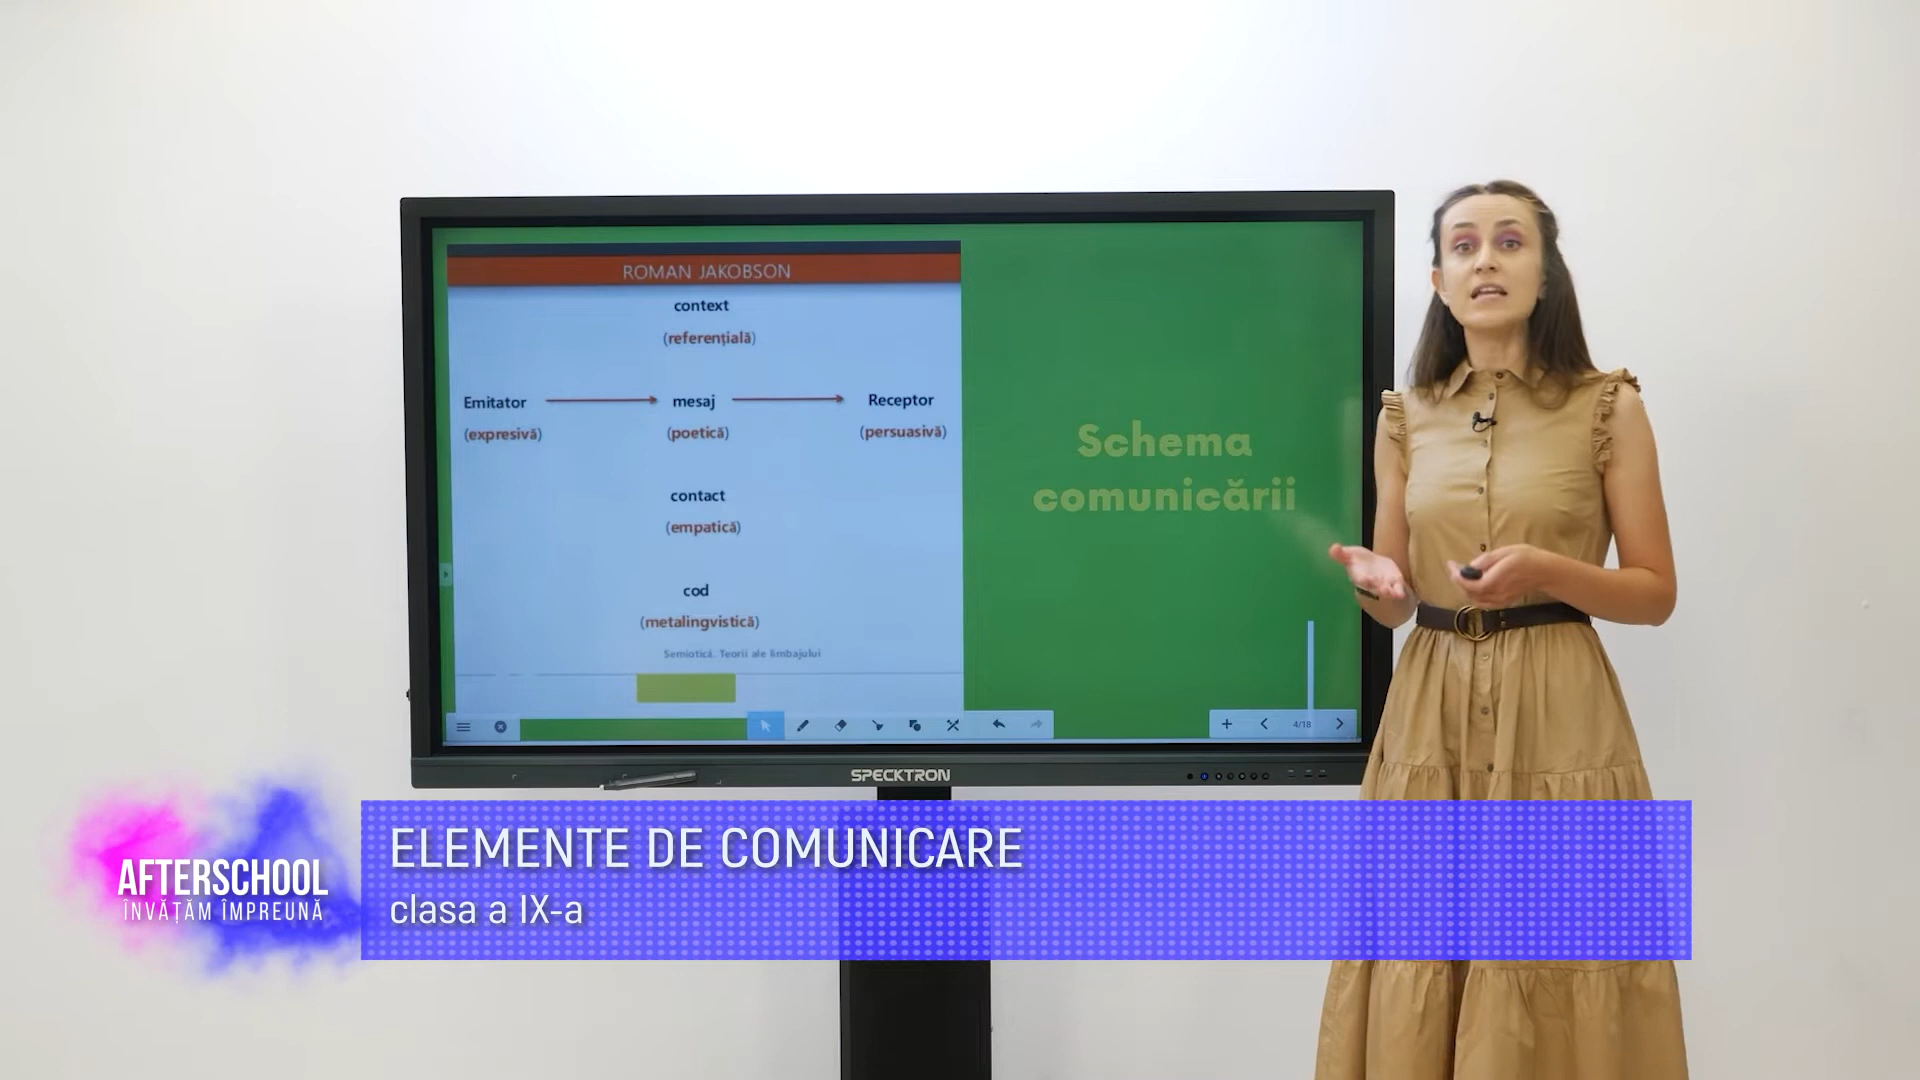 ROMAN JAKOBSON
context
(referențială)
Emitator mesaj Receptor
(expresivă) (poetică) (persuasivă)
contact
(empatică)
cod
(metalingvistică)
Semiotică. Teorii ale limbajului
Schema
comunicării
4/18
SPECKTRON
ELEMENTE DE COMUNICARE
clasa a IX-a
AFTERSCHOOL
ÎNVĂȚĂM ÎMPREUNĂ